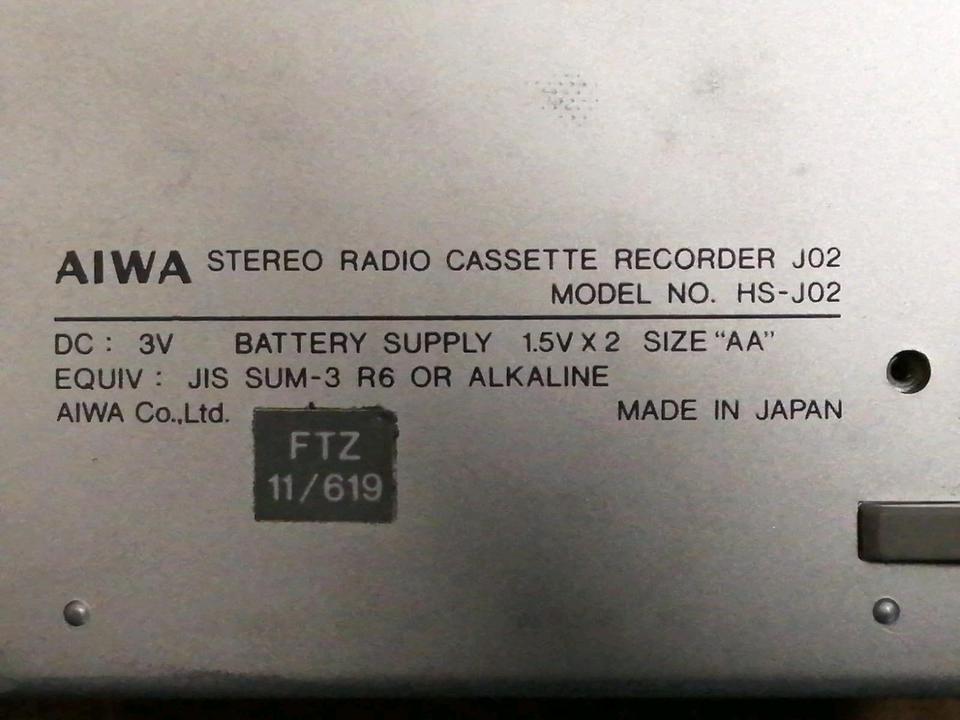 AIWA STEREO RADIO CASSETTE RECORDER J02
MODEL NO. HS-J02
DC : 3V BATTERY SUPPLY 1.5V X 2 SIZE "AA"
EQUIV : JIS SUM-3 R6 OR ALKALINE
AIWA Co.,Ltd. MADE IN JAPAN
FTZ
11/619